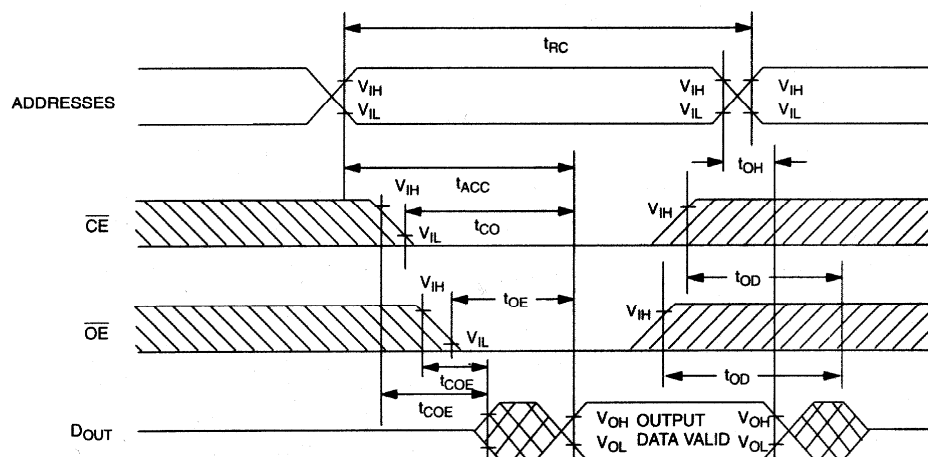 tRC
ADDRESSES
VIH VIH VIH
VIL VIL VIL
tOH
tACC
VIH
CE VIH
tCO
VIL
VIH tOE tOD
OE VIH
VIL
tCOE tOD
tCOE
DOUT VOH OUTPUT VOH
VOL DATA VALID VOL